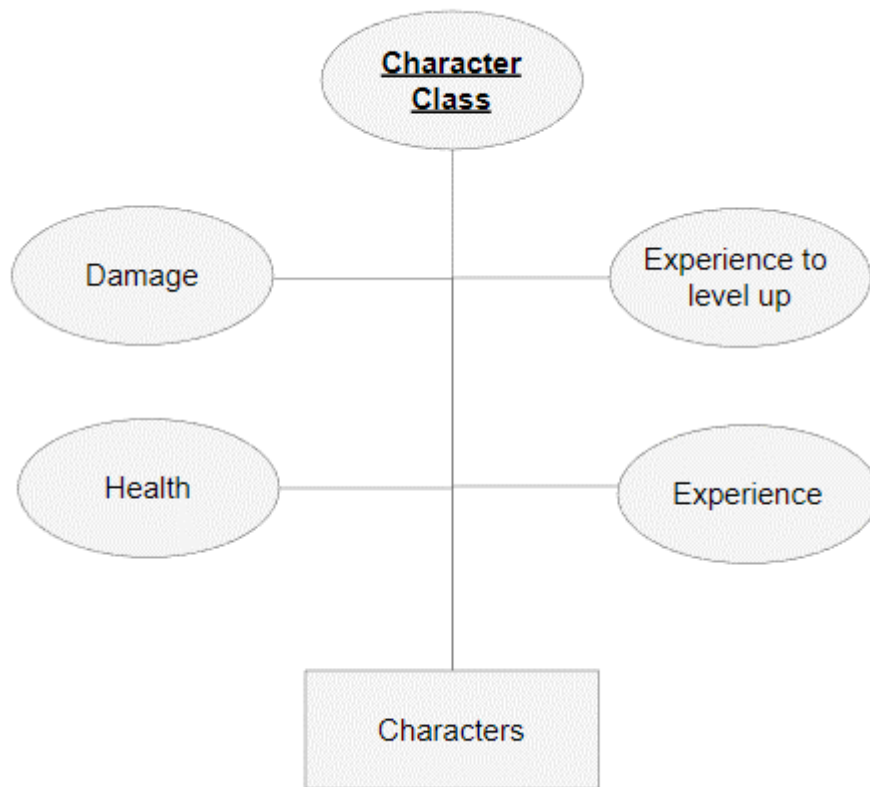 Character
Class
Damage
Experience to
level up
Health
Experience
Characters